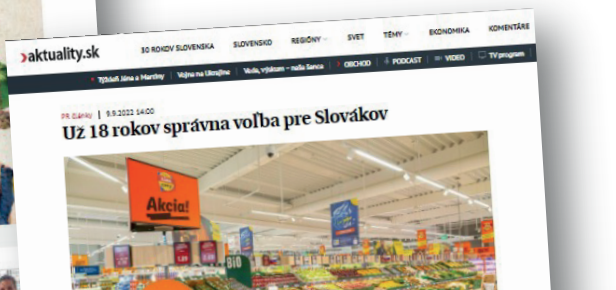 aktuality.sk
30 ROKOV SLOVENSKA SLOVENSKO REGIÓNY SVET TÉMY EKONOMIKA KOMENTÁRE
Týždeň Jána a Martiny Vojna na Ukrajine Veda, výskum – naša šanca OBCHOD PODCAST VIDEO TV program
PR články | 9.9.2022 14:00
Už 18 rokov správna voľba pre Slovákov
Akcia!
BIO